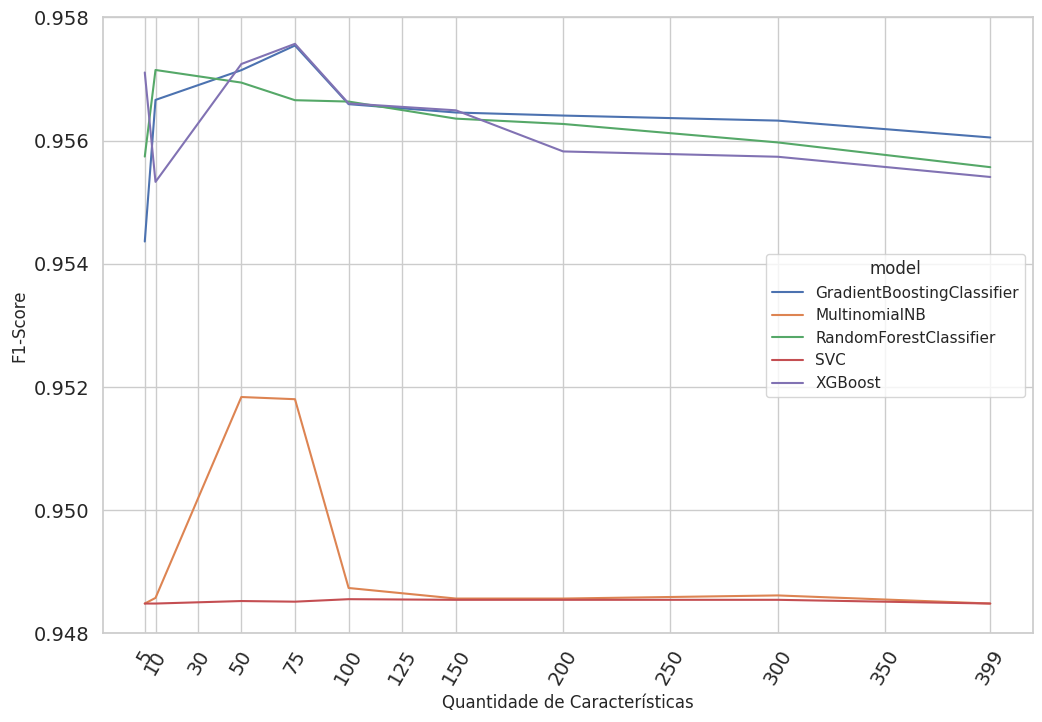 0.958
0.956
0.954
0.952
0.950
0.948
F1-Score
model
GradientBoostingClassifier
MultinomialNB
RandomForestClassifier
SVC
XGBoost
5 10 30 50 75 100 125 150 200 250 300 350 399
Quantidade de Características